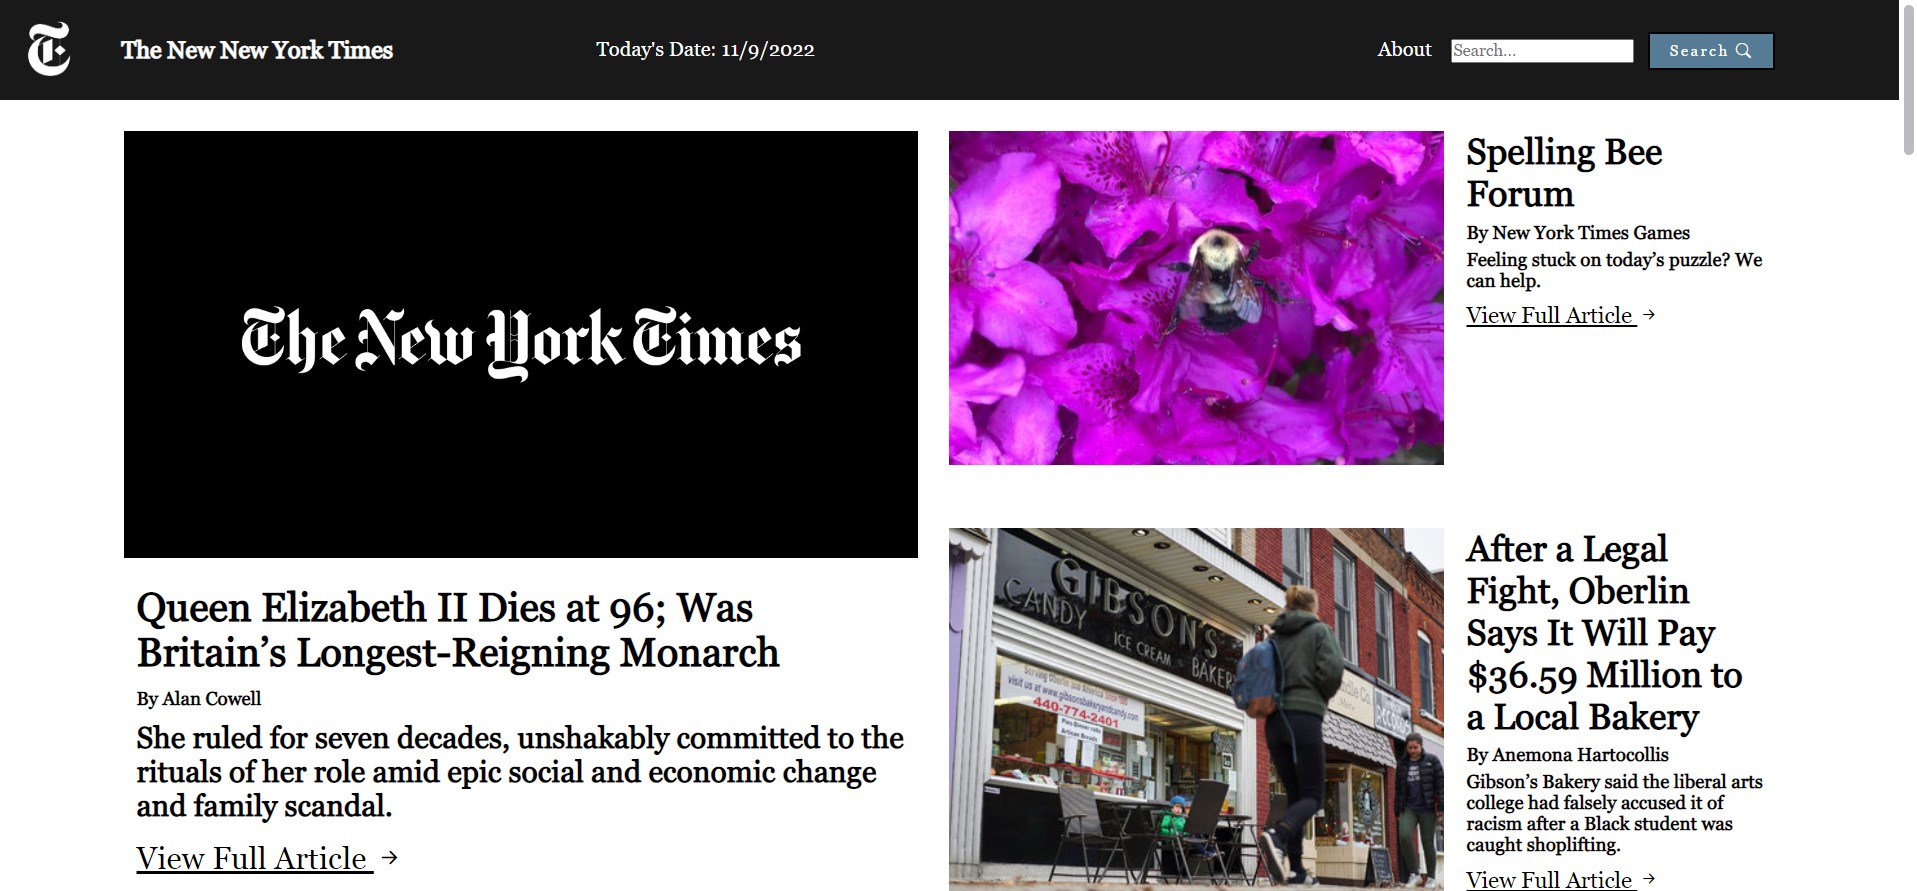 The New New York Times
Today's Date: 11/9/2022
About
Search...
Search
The New York Times
Queen Elizabeth II Dies at 96; Was
Britain’s Longest-Reigning Monarch
By Alan Cowell
She ruled for seven decades, unshakably committed to the
rituals of her role amid epic social and economic change
and family scandal.
View Full Article →
Spelling Bee
Forum
By New York Times Games
Feeling stuck on today’s puzzle? We
can help.
View Full Article →
GIBSON'S
CANDY
ICE CREAM
BAKERY
visit us at www.gibsonsbakeryandcandy.com
440-774-2401
After a Legal
Fight, Oberlin
Says It Will Pay
$36.59 Million to
a Local Bakery
By Anemona Hartocollis
Gibson’s Bakery said the liberal arts
college had falsely accused it of
racism after a Black student was
caught shoplifting.
View Full Article →